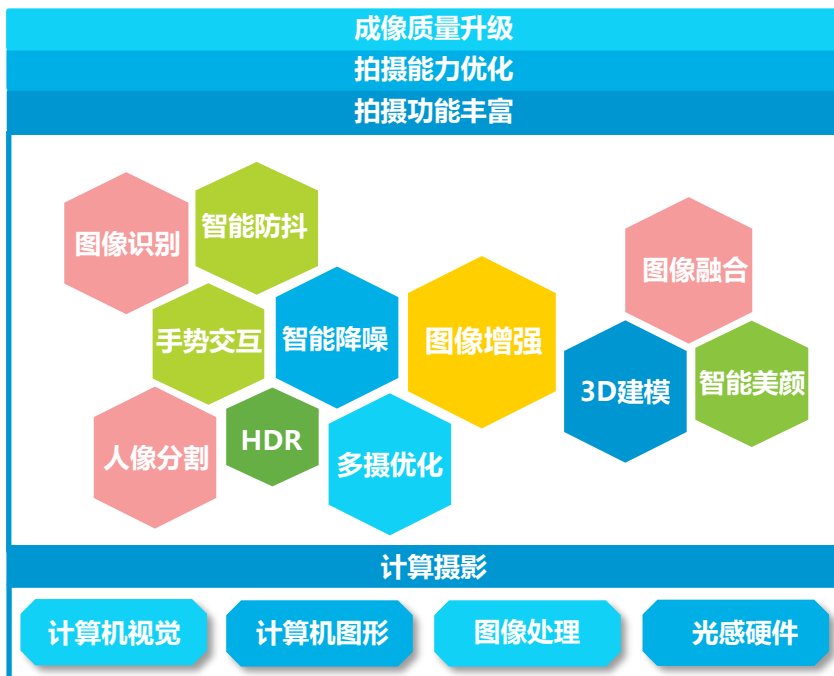 成像质量升级
拍摄能力优化
拍摄功能丰富
图像识别
智能防抖
手势交互
智能降噪
图像增强
人像分割
HDR
多摄优化
图像融合
3D建模
智能美颜
计算摄影
计算机视觉
计算机图形
图像处理
光感硬件